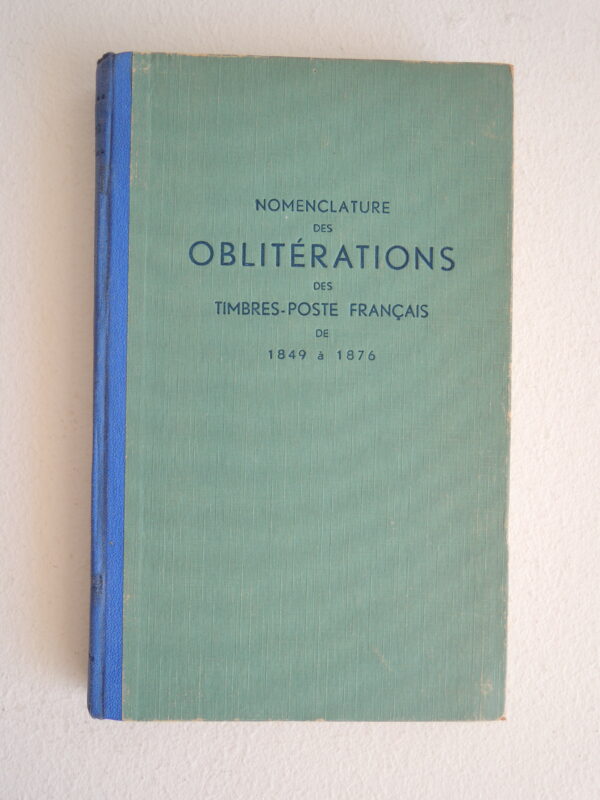 NOMENCLATURE
DES
OBLITÉRATIONS
DES
TIMBRES-POSTE FRANÇAIS
DE
1849 à 1876